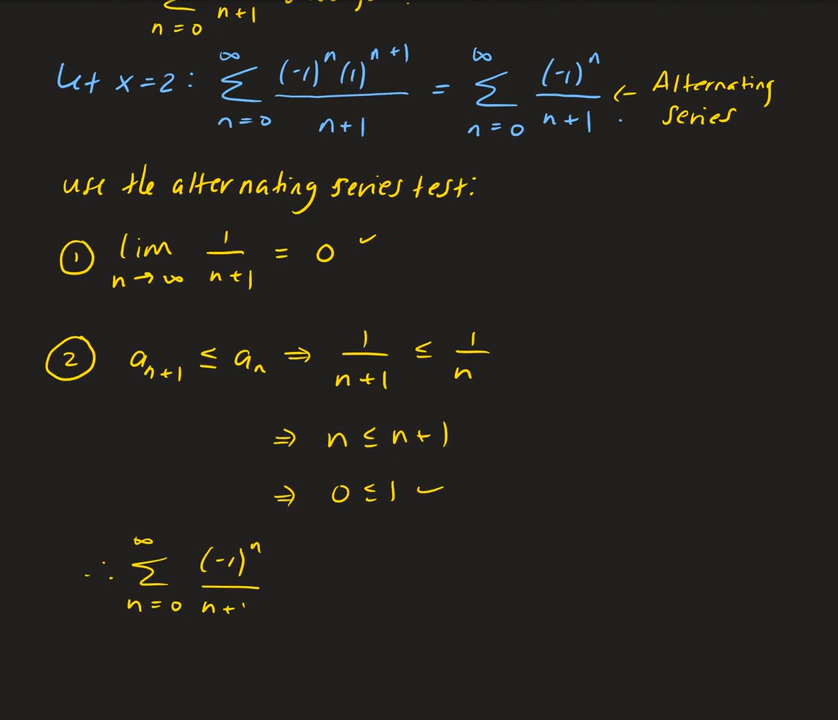 ∑ n=0 n+1
Let x=2: ∑_{n=0}^{∞} (-1)^n (1)^{n+1} / n+1 = ∑_{n=0}^{∞} (-1)^n / n+1 . ← Alternating series
use the alternating series test:
① lim_{n→∞} 1/(n+1) = 0 ✓
② a_{n+1} ≤ a_n ⇒ 1/(n+1) ≤ 1/n
⇒ n ≤ n+1
⇒ 0 ≤ 1 ✓
∴ ∑_{n=0}^{∞} (-1)^n / n+